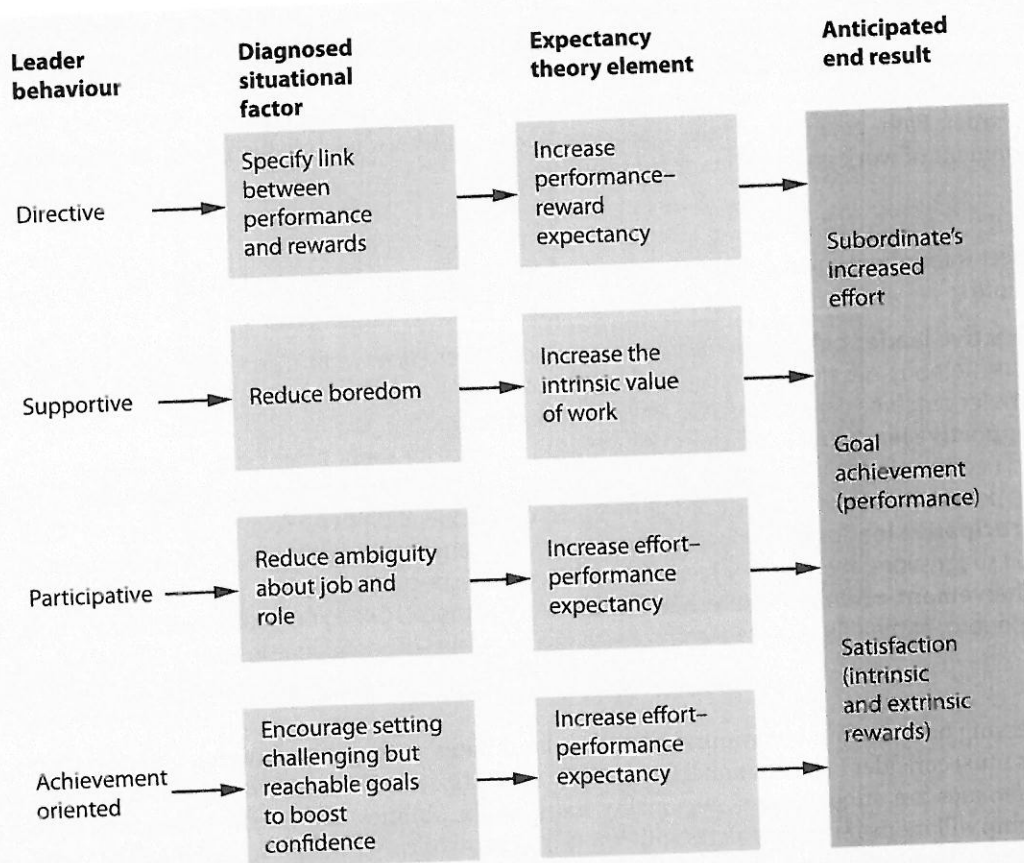 Leader
behaviour
Diagnosed
situational
factor
Expectancy
theory element
Anticipated
end result
Directive
Specify link
between
performance
and rewards
Increase
performance–
reward
expectancy
Supportive
Reduce boredom
Increase the
intrinsic value
of work
Participative
Reduce ambiguity
about job and
role
Increase effort–
performance
expectancy
Achievement
oriented
Encourage setting
challenging but
reachable goals
to boost
confidence
Increase effort–
performance
expectancy
Subordinate's
increased
effort
Goal
achievement
(performance)
Satisfaction
(intrinsic
and extrinsic
rewards)